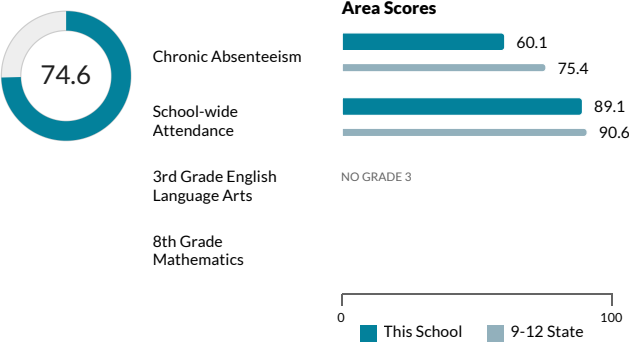 Area Scores
74.6
Chronic Absenteeism
60.1
75.4
School-wide
Attendance
89.1
90.6
3rd Grade English
Language Arts
NO GRADE 3
8th Grade
Mathematics
0
100
This School
9-12 State